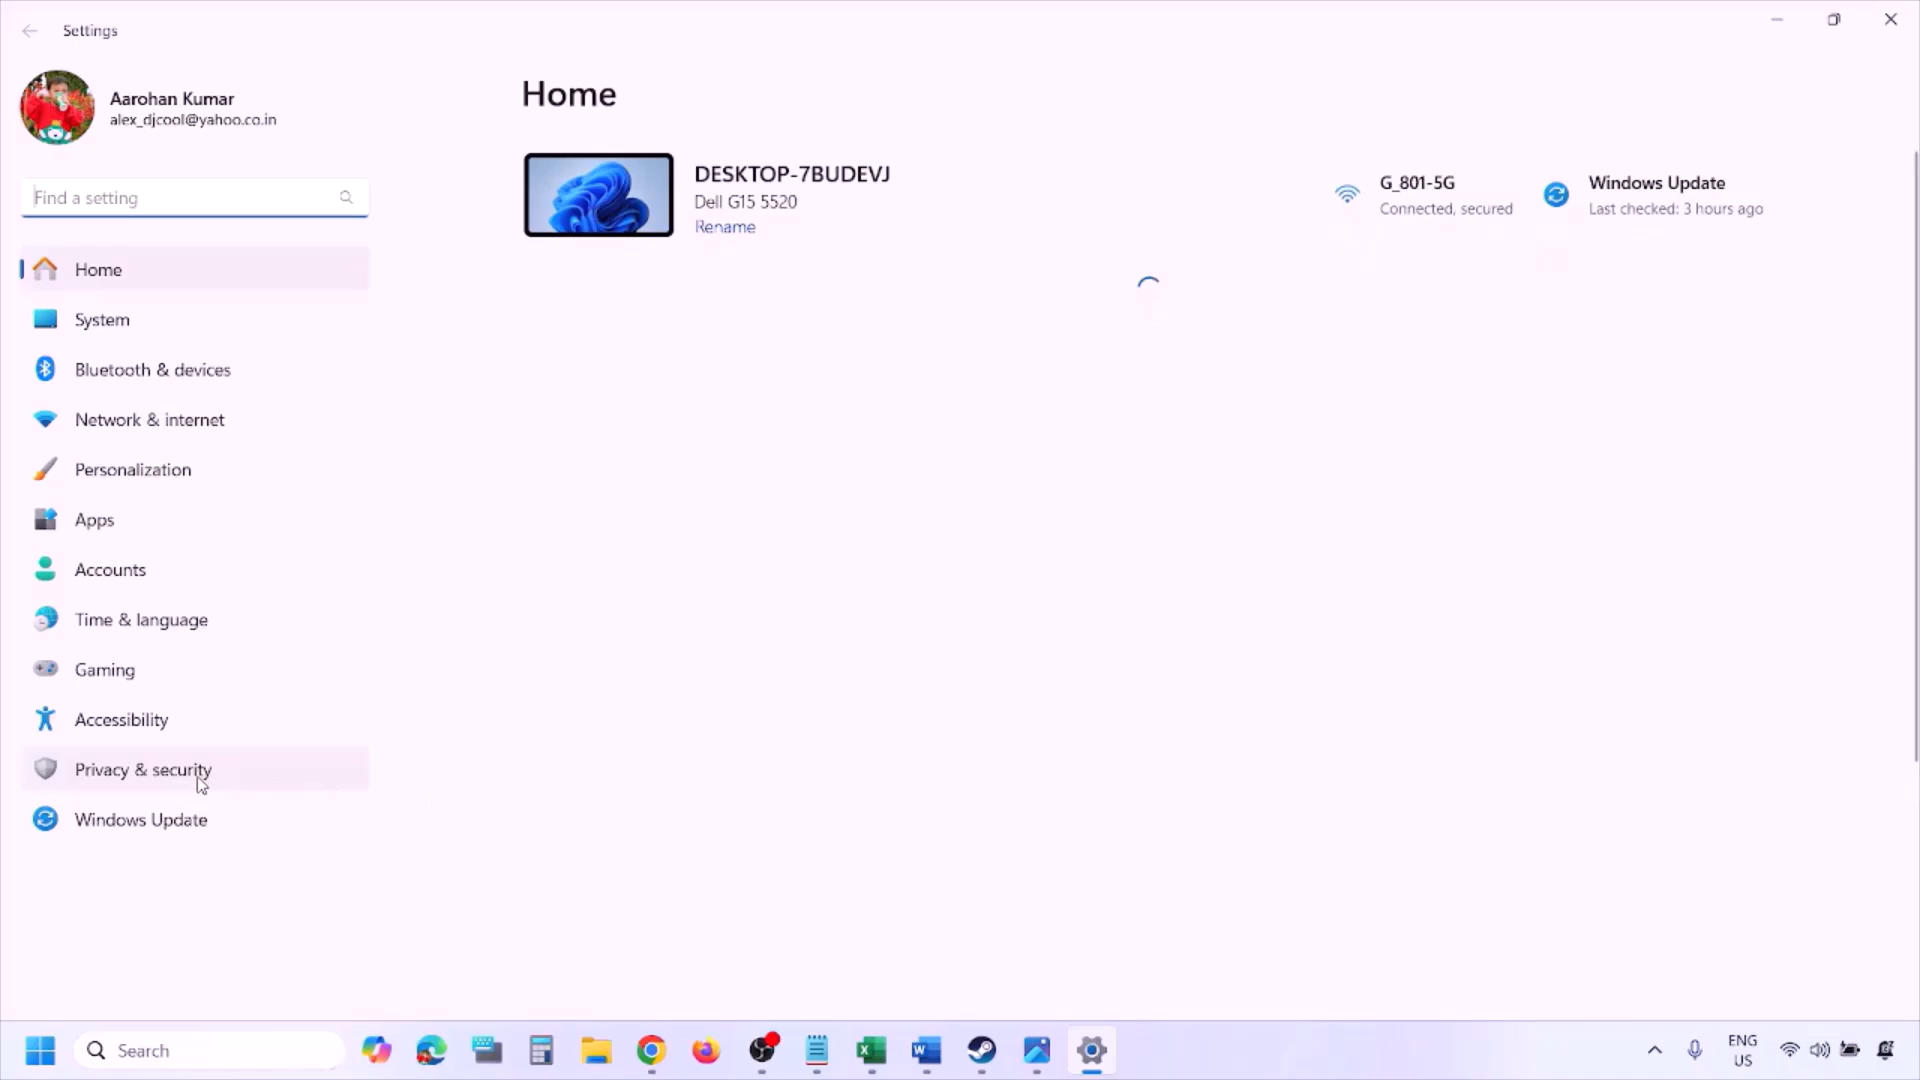 Settings
Aarohan Kumar
alex_djcool@yahoo.co.in
Find a setting
Home
System
Bluetooth & devices
Network & internet
Personalization
Apps
Accounts
Time & language
Gaming
Accessibility
Privacy & security
Windows Update
Home
DESKTOP-7BUDEVJ
Dell G15 5520
Rename
G_801-5G
Connected, secured
Windows Update
Last checked: 3 hours ago
Search
ENG
US